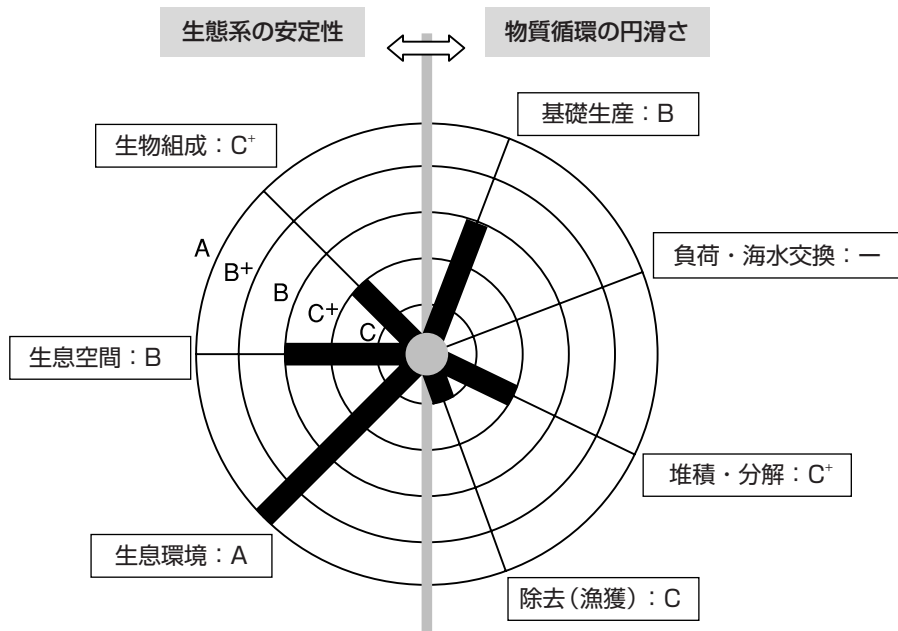 生態系の安定性
物質循環の円滑さ
基礎生産：B
生物組成：C⁺
負荷・海水交換：ー
A
B⁺
B
C⁺
C
生息空間：B
堆積・分解：C⁺
生息環境：A
除去（漁獲）：C